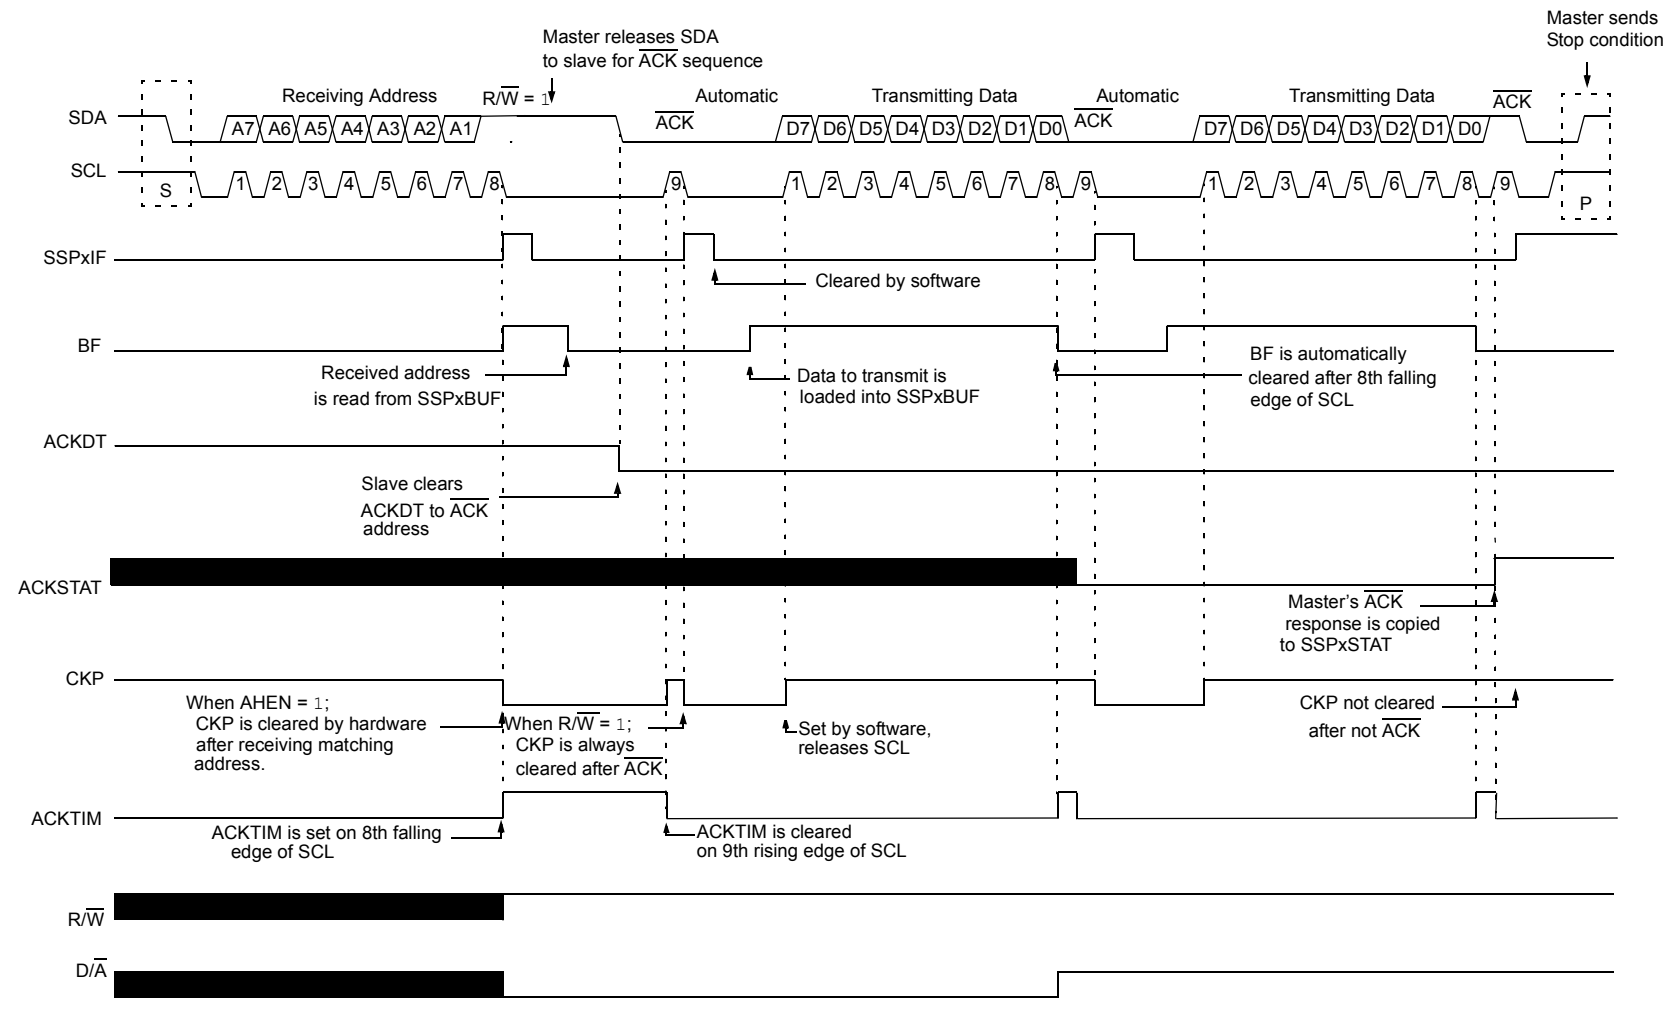 Master sends
Stop condition
Master releases SDA
to slave for ACK sequence
Receiving Address R/W = 1 Automatic Transmitting Data Automatic Transmitting Data ACK
SDA A7 A6 A5 A4 A3 A2 A1 ACK D7 D6 D5 D4 D3 D2 D1 D0 ACK D7 D6 D5 D4 D3 D2 D1 D0
SCL S 1 2 3 4 5 6 7 8 9 1 2 3 4 5 6 7 8 9 1 2 3 4 5 6 7 8 9 P
SSPxIF
Cleared by software
BF
Received address
is read from SSPxBUF
Data to transmit is
loaded into SSPxBUF
BF is automatically
cleared after 8th falling
edge of SCL
ACKDT
Slave clears
ACKDT to ACK
address
ACKSTAT
Master's ACK
response is copied
to SSPxSTAT
CKP
When AHEN = 1;
CKP is cleared by hardware
after receiving matching
address.
When R/W = 1;
CKP is always
cleared after ACK
Set by software,
releases SCL
CKP not cleared
after not ACK
ACKTIM
ACKTIM is set on 8th falling
edge of SCL
ACKTIM is cleared
on 9th rising edge of SCL
R/W
D/A